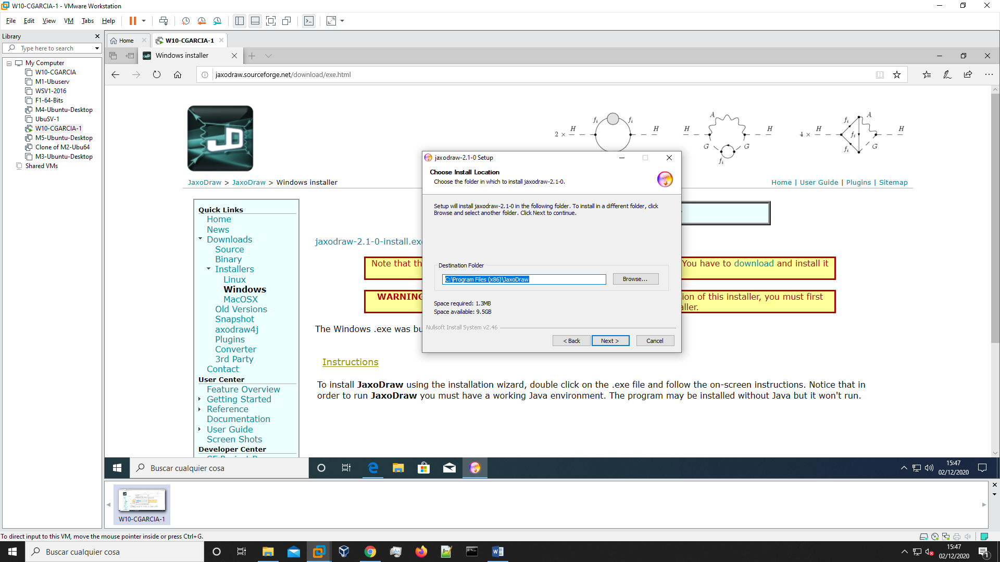 W10-CGARCIA-1 - VMware Workstation
File Edit View VM Tabs Help
Library
Type here to search
My Computer
W10-CGARCIA
M1-Ubuserv
WSV1-2016
F1-64-Bits
M4-Ubuntu-Desktop
UbuSV-1
W10-CGARCIA-1
M5-Ubuntu-Desktop
Clone of M2-Ubu64
M3-Ubuntu-Desktop
Shared VMs
Home
W10-CGARCIA-1
Windows installer
jaxodraw.sourceforge.net/download/exe.html
JD
2 × H fi fi H
H A G G fi H
4 × H fi fi fi A G H
JaxoDraw > JaxoDraw > Windows installer
Home | User Guide | Plugins | Sitemap
Quick Links
Home
News
Downloads
Source
Binary
Installers
Linux
Windows
MacOSX
Old Versions
Snapshot
axodraw4j
Plugins
Converter
3rd Party
Contact
User Center
Feature Overview
Getting Started
Reference
Documentation
User Guide
Screen Shots
Developer Center
jaxodraw-2.1-0-install.ex
Note that th
You have to download and install it
WARNING
ion of this installer, you must first
aller.
The Windows .exe was bu
Instructions
To install JaxoDraw using the installation wizard, double click on the .exe file and follow the on-screen instructions. Notice that in
order to run JaxoDraw you must have a working Java environment. The program may be installed without Java but it won't run.
jaxodraw-2.1-0 Setup
Choose Install Location
Choose the folder in which to install jaxodraw-2.1-0.
Setup will install jaxodraw-2.1-0 in the following folder. To install in a different folder, click
Browse and select another folder. Click Next to continue.
Destination Folder
C:\Program Files (x86)\JaxoDraw
Browse...
Space required: 1.3MB
Space available: 9.5GB
Nullsoft Install System v2.46
< Back Next > Cancel
Buscar cualquier cosa
15:47
02/12/2020
W10-CGARCIA-1
To direct input to this VM, move the mouse pointer inside or press Ctrl+G.
Buscar cualquier cosa
15:47
02/12/2020
1